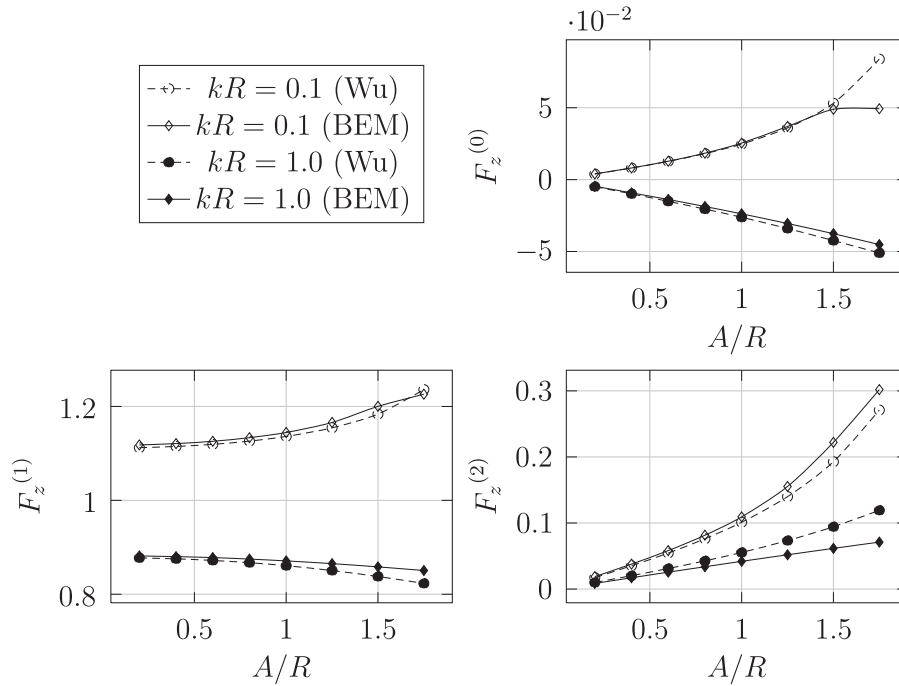 kR = 0.1 (Wu)
kR = 0.1 (BEM)
kR = 1.0 (Wu)
kR = 1.0 (BEM)
·10⁻²
5
0
−5
F_z^(0)
0.5 1 1.5
A/R
1.2
1
0.8
F_z^(1)
0.5 1 1.5
A/R
0.3
0.2
0.1
0
F_z^(2)
0.5 1 1.5
A/R